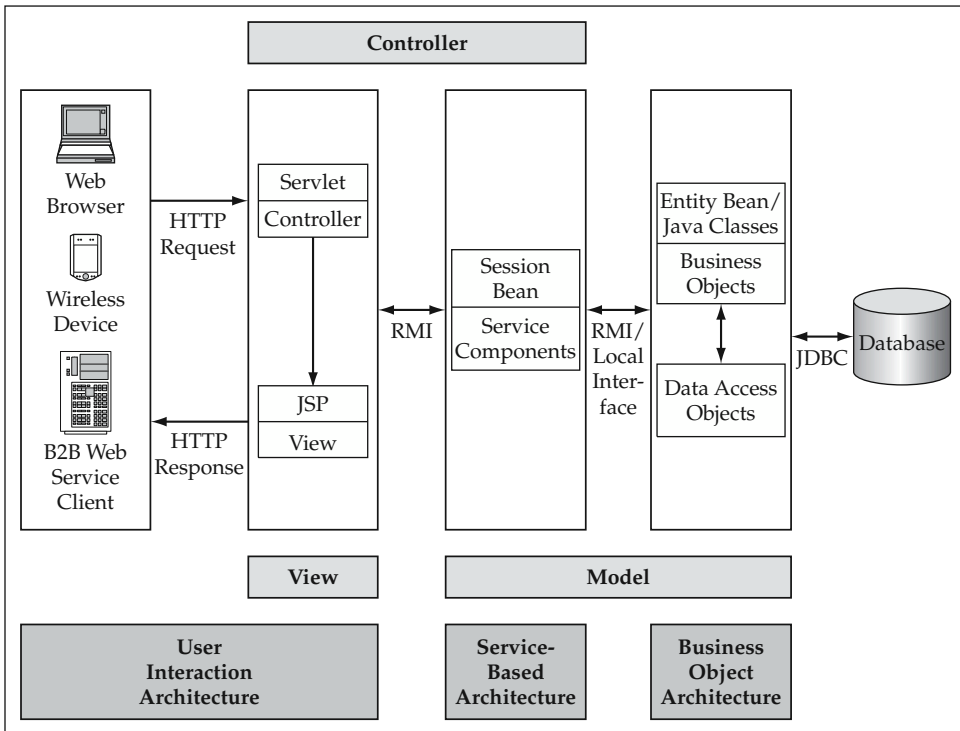 Controller
Web
Browser
Wireless
Device
B2B Web
Service
Client
HTTP
Request
HTTP
Response
Servlet
Controller
JSP
View
RMI
Session
Bean
Service
Components
RMI/
Local
Inter-
face
Entity Bean/
Java Classes
Business
Objects
Data Access
Objects
JDBC
Database
View
Model
User
Interaction
Architecture
Service-
Based
Architecture
Business
Object
Architecture